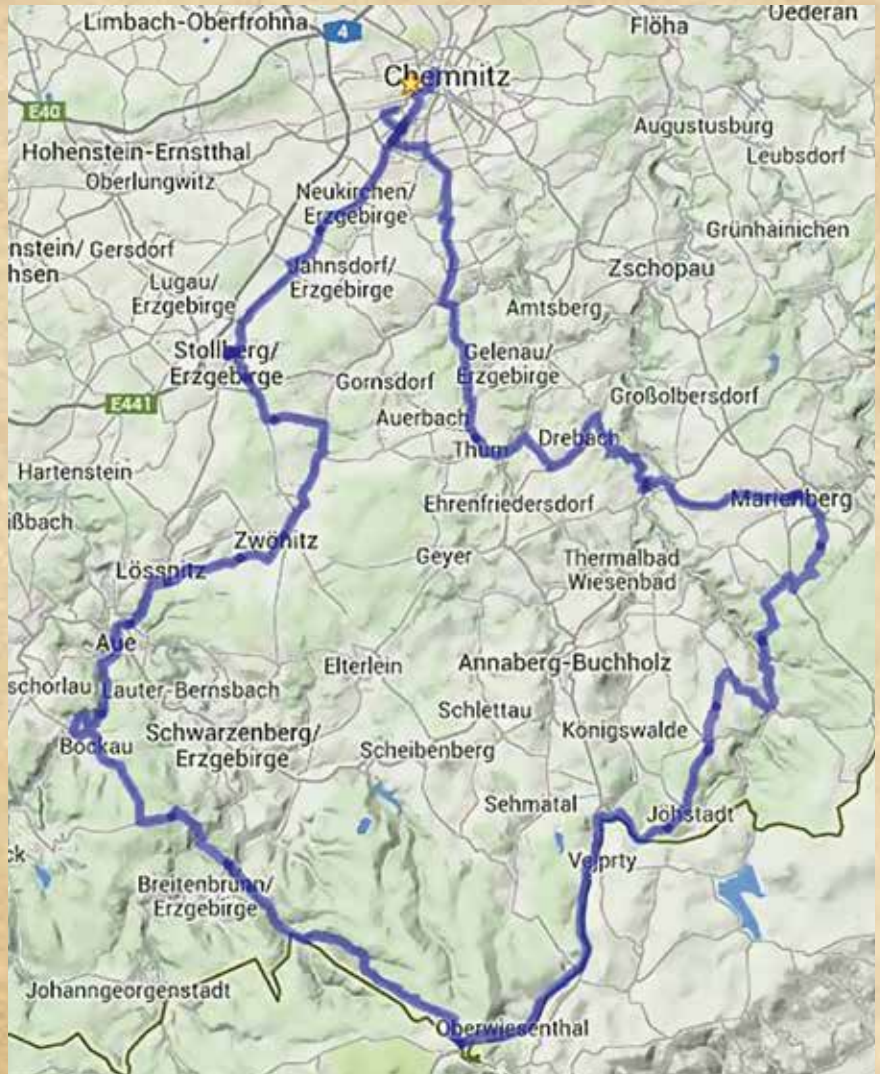 Limbach-Oberfrohna
4
Flöha
Oederan
Chemnitz
E40
Augustusburg
Hohenstein-Ernstthal
Leubsdorf
Oberlungwitz
Neukirchen/
Erzgebirge
Grünhainichen
nstein/ Gersdorf
hsen
Jahnsdorf/
Erzgebirge
Zschopau
Lugau/
Erzgebirge
Amtsberg
Stollberg/
Erzgebirge
Gelenau/
Erzgebirge
Gornsdorf
Großolbersdorf
E441
Auerbach
Thum
Drebach
Hartenstein
Ehrenfriedersdorf
Marienberg
ißbach
Zwönitz
Geyer
Thermalbad
Wiesenbad
Lössnitz
Aue
Elterlein
Annaberg-Buchholz
schorlau
Lauter-Bernsbach
Schlettau
Bockau
Schwarzenberg/
Erzgebirge
Königswalde
Scheibenberg
Sehmatal
Jöhstadt
ck
Vejprty
Breitenbrunn/
Erzgebirge
Johanngeorgenstadt
Oberwiesenthal